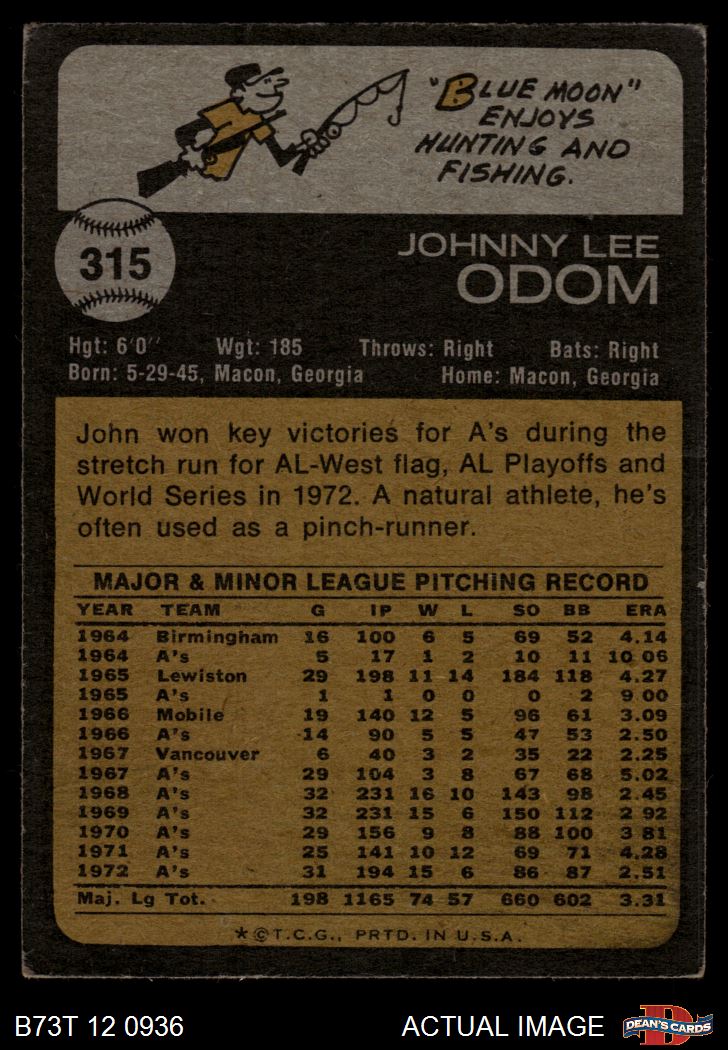 "BLUE MOON"
ENJOYS
HUNTING AND
FISHING.
315
JOHNNY LEE
ODOM
Hgt: 6'0" Wgt: 185 Throws: Right Bats: Right
Born: 5-29-45, Macon, Georgia Home: Macon, Georgia
John won key victories for A's during the
stretch run for AL-West flag, AL Playoffs and
World Series in 1972. A natural athlete, he's
often used as a pinch-runner.
MAJOR & MINOR LEAGUE PITCHING RECORD
YEAR TEAM G IP W L SO BB ERA
1964 Birmingham 16 100 6 5 69 52 4.14
1964 A's 5 17 1 2 10 11 10 06
1965 Lewiston 29 198 11 14 184 118 4.27
1965 A's 1 1 0 0 0 2 9 00
1966 Mobile 19 140 12 5 96 61 3.09
1966 A's 14 90 5 5 47 53 2.50
1967 Vancouver 6 40 3 2 35 22 2.25
1967 A's 29 104 3 8 67 68 5.02
1968 A's 32 231 16 10 143 98 2.45
1969 A's 32 231 15 6 150 112 2 92
1970 A's 29 156 9 8 88 100 3 81
1971 A's 25 141 10 12 69 71 4.28
1972 A's 31 194 15 6 86 87 2.51
Maj. Lg Tot. 198 1165 74 57 660 602 3.31
*©T.C.G., PRTD. IN U.S.A.
B73T 12 0936 ACTUAL IMAGE D DEAN'S CARDS